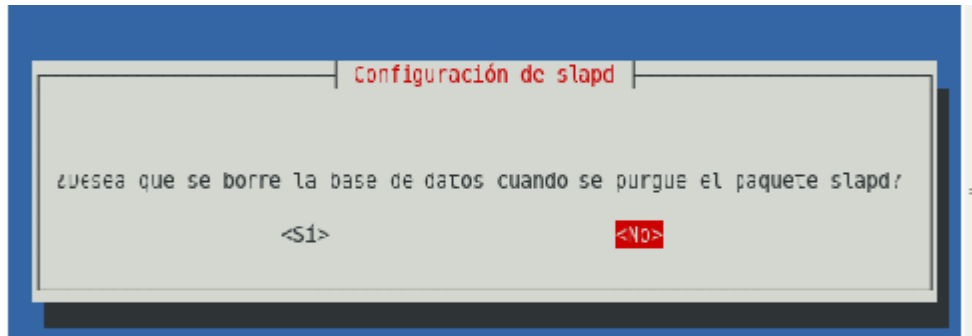 Configuración de slapd
¿Desea que se borre la base de datos cuando se purgue el paquete slapd?
<Sí>
<No>